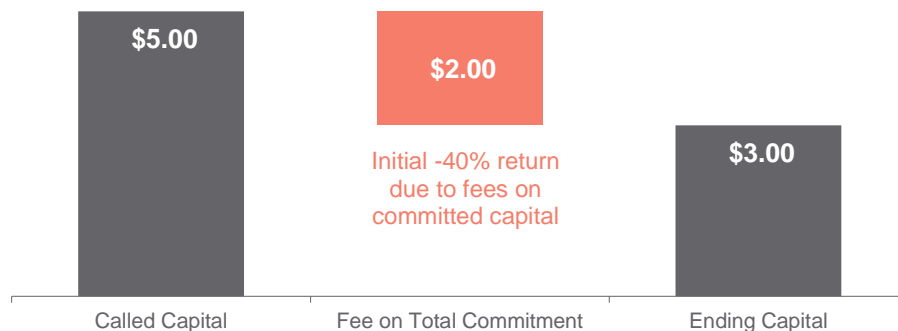 $5.00
$2.00
$3.00
Initial -40% return
due to fees on
committed capital
Called Capital
Fee on Total Commitment
Ending Capital